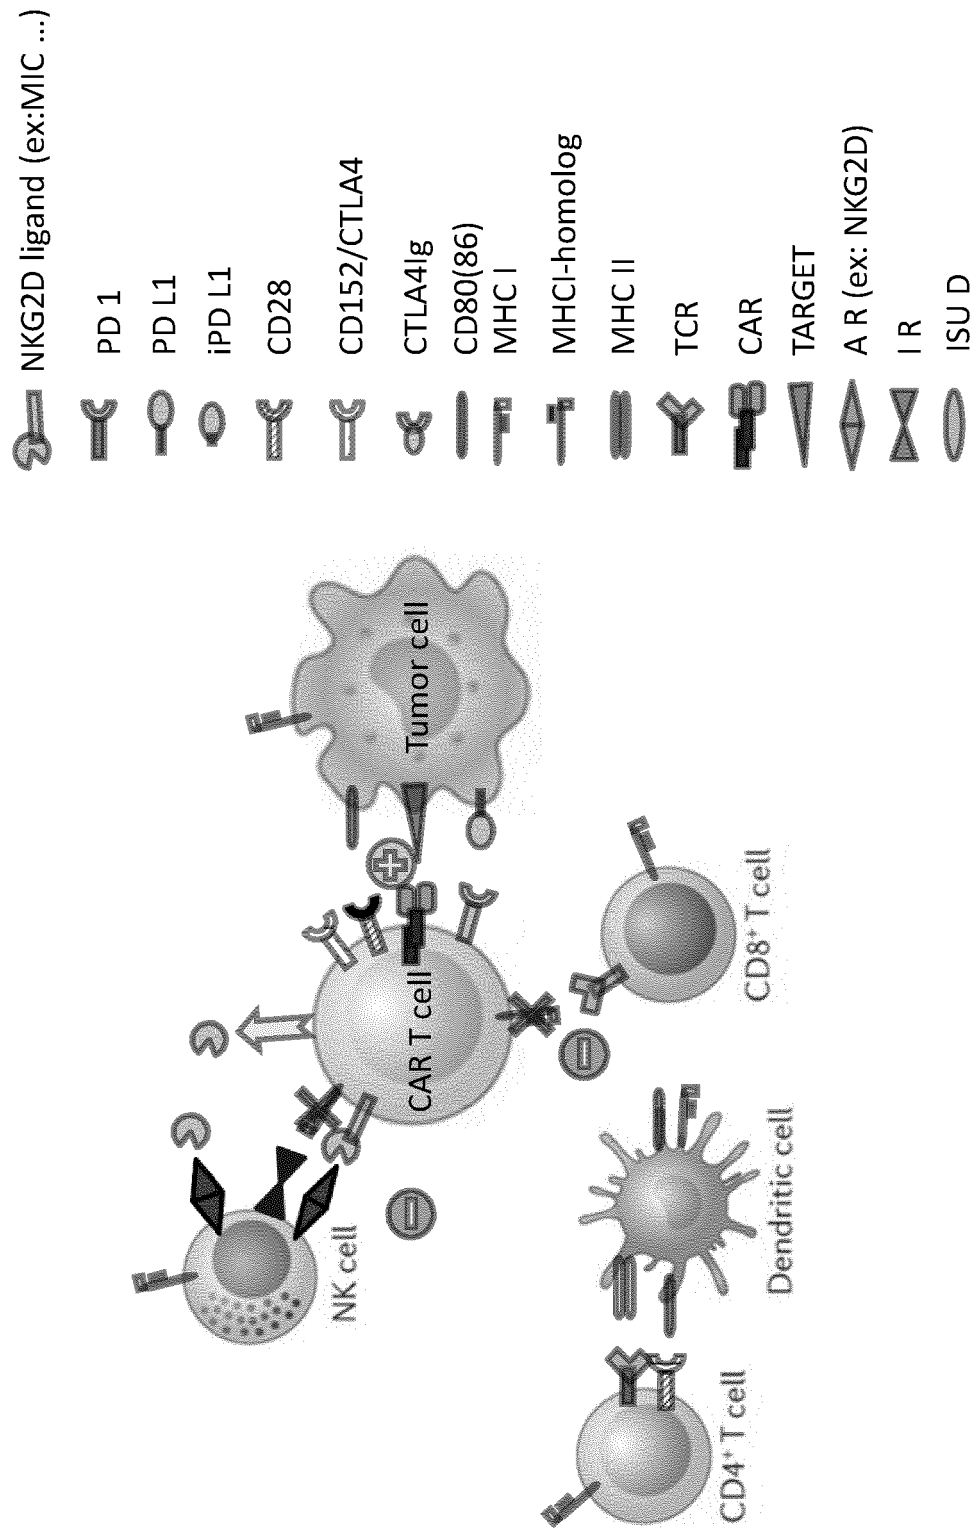 NKG2D ligand (ex:MIC ...)
PD 1
PD L1
iPD L1
CD28
CD152/CTLA4
CTLA4Ig
CD80(86)
MHC I
MHCI-homolog
MHC II
TCR
CAR
TARGET
A R (ex: NKG2D)
I R
ISU D
NK cell
CAR T cell
Tumor cell
CD4⁺ T cell
Dendritic cell
CD8⁺ T cell